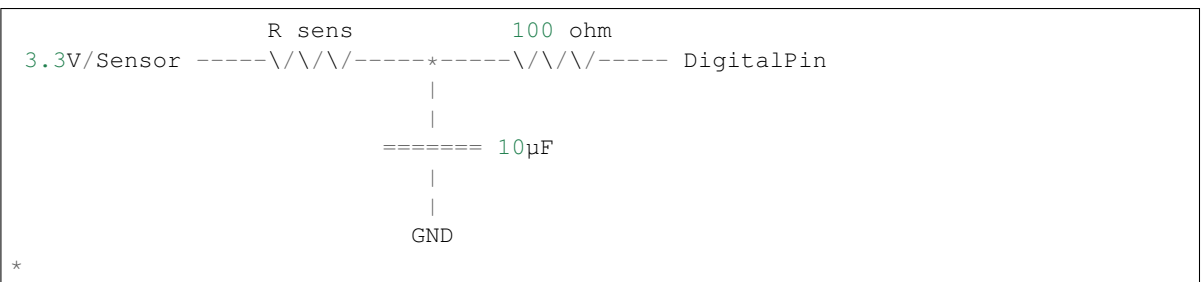 R sens          100 ohm
 3.3V/Sensor -----\/\/\/-----*-----\/\/\/----- DigitalPin
                             |
                             |
                          ======= 10µF
                             |
                             |
                            GND
*